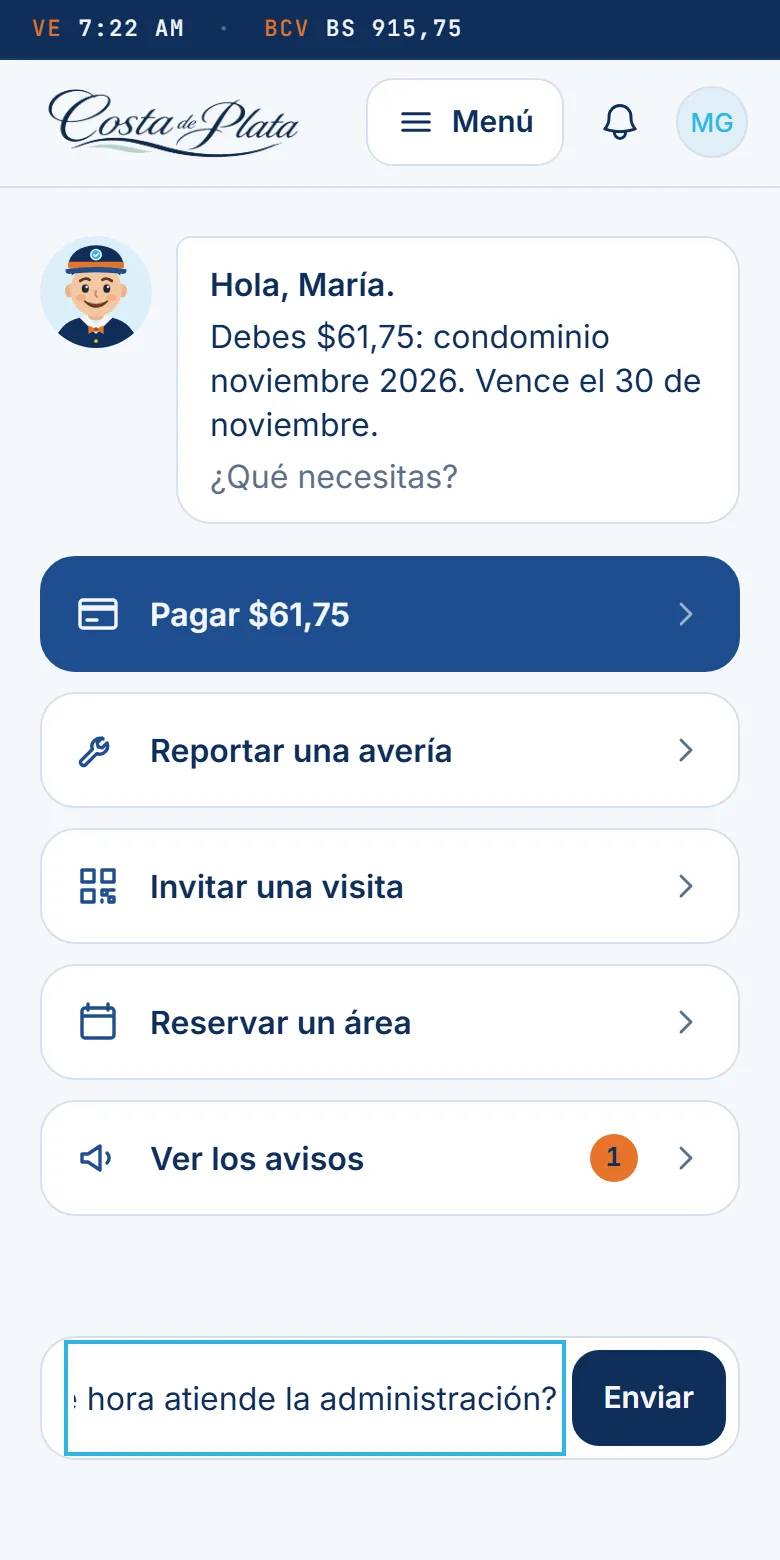 VE 7:22 AM · BCV BS 915,75
Costa de Plata
Menú
MG
Hola, María.
Debes $61,75: condominio
noviembre 2026. Vence el 30 de
noviembre.
¿Qué necesitas?
Pagar $61,75
Reportar una avería
Invitar una visita
Reservar un área
Ver los avisos 1
hora atiende la administración? Enviar